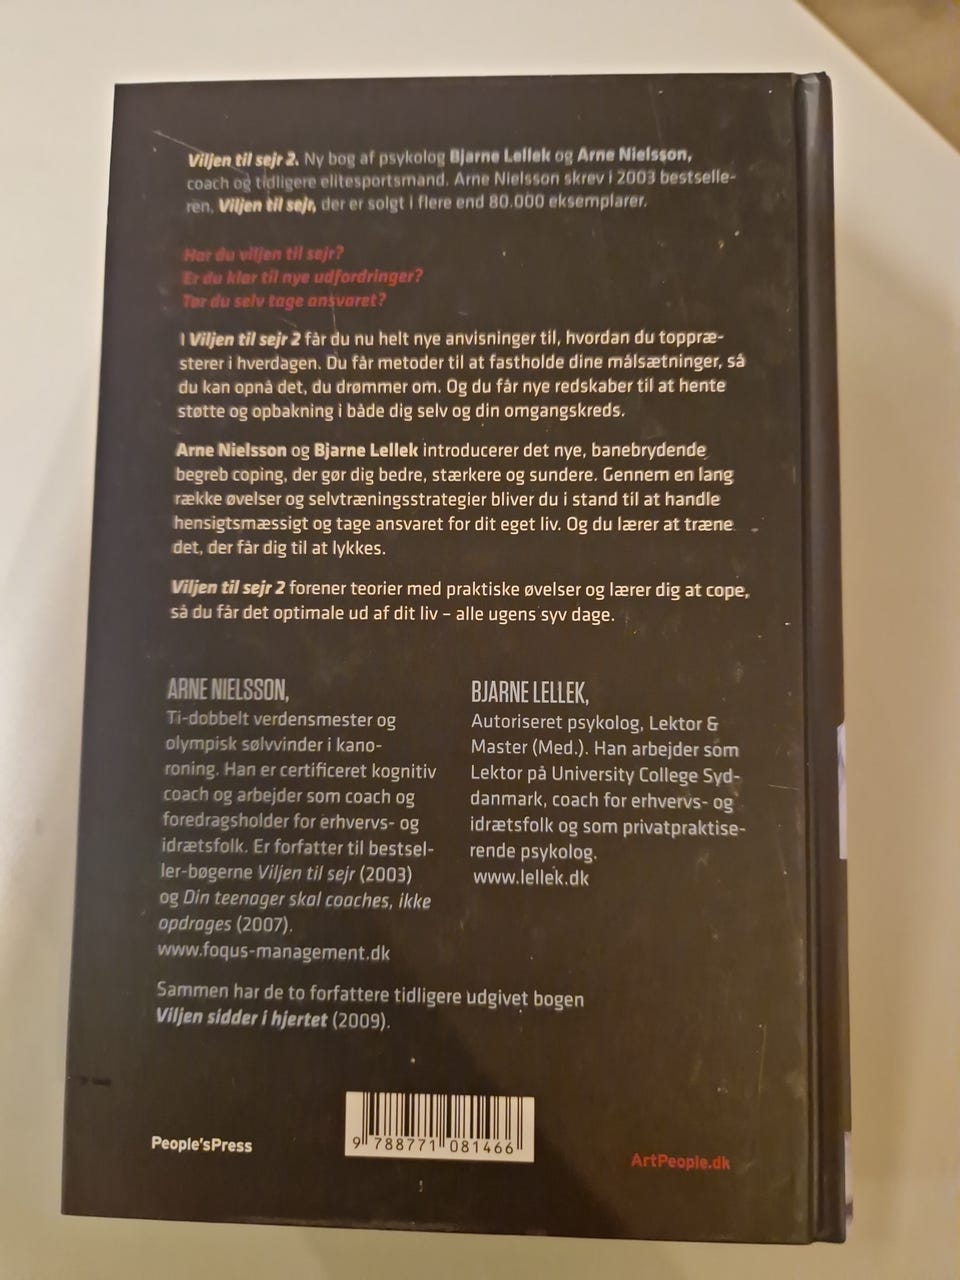 Viljen til sejr 2. Ny bog af psykolog Bjarne Lellek og Arne Nielsson,
coach og tidligere elitesportsmand. Arne Nielsson skrev i 2003 bestselle-
ren, Viljen til sejr, der er solgt i flere end 80.000 eksemplarer.
Har du viljen til sejr?
Er du klar til nye udfordringer?
Tør du selv tage ansvaret?
I Viljen til sejr 2 får du nu helt nye anvisninger til, hvordan du toppræ-
sterer i hverdagen. Du får metoder til at fastholde dine målsætninger, så
du kan opnå det, du drømmer om. Og du får nye redskaber til at hente
støtte og opbakning i både dig selv og din omgangskreds.
Arne Nielsson og Bjarne Lellek introducerer det nye, banebrydende
begreb coping, der gør dig bedre, stærkere og sundere. Gennem en lang
række øvelser og selvtræningsstrategier bliver du i stand til at handle
hensigtsmæssigt og tage ansvaret for dit eget liv. Og du lærer at træne
det, der får dig til at lykkes.
Viljen til sejr 2 forener teorier med praktiske øvelser og lærer dig at cope,
så du får det optimale ud af dit liv – alle ugens syv dage.
ARNE NIELSSON,
Ti-dobbelt verdensmester og
olympisk sølvvinder i kano-
roning. Han er certificeret kognitiv
coach og arbejder som coach og
foredragsholder for erhvervs- og
idrætsfolk. Er forfatter til bestsel-
ler-bøgerne Viljen til sejr (2003)
og Din teenager skal coaches, ikke
opdrages (2007).
www.foqus-management.dk
BJARNE LELLEK,
Autoriseret psykolog, Lektor &
Master (Med.). Han arbejder som
Lektor på University College Syd-
danmark, coach for erhvervs- og
idrætsfolk og som privatpraktise-
rende psykolog.
www.lellek.dk
Sammen har de to forfattere tidligere udgivet bogen
Viljen sidder i hjertet (2009).
People'sPress
9 788771 081466
ArtPeople.dk